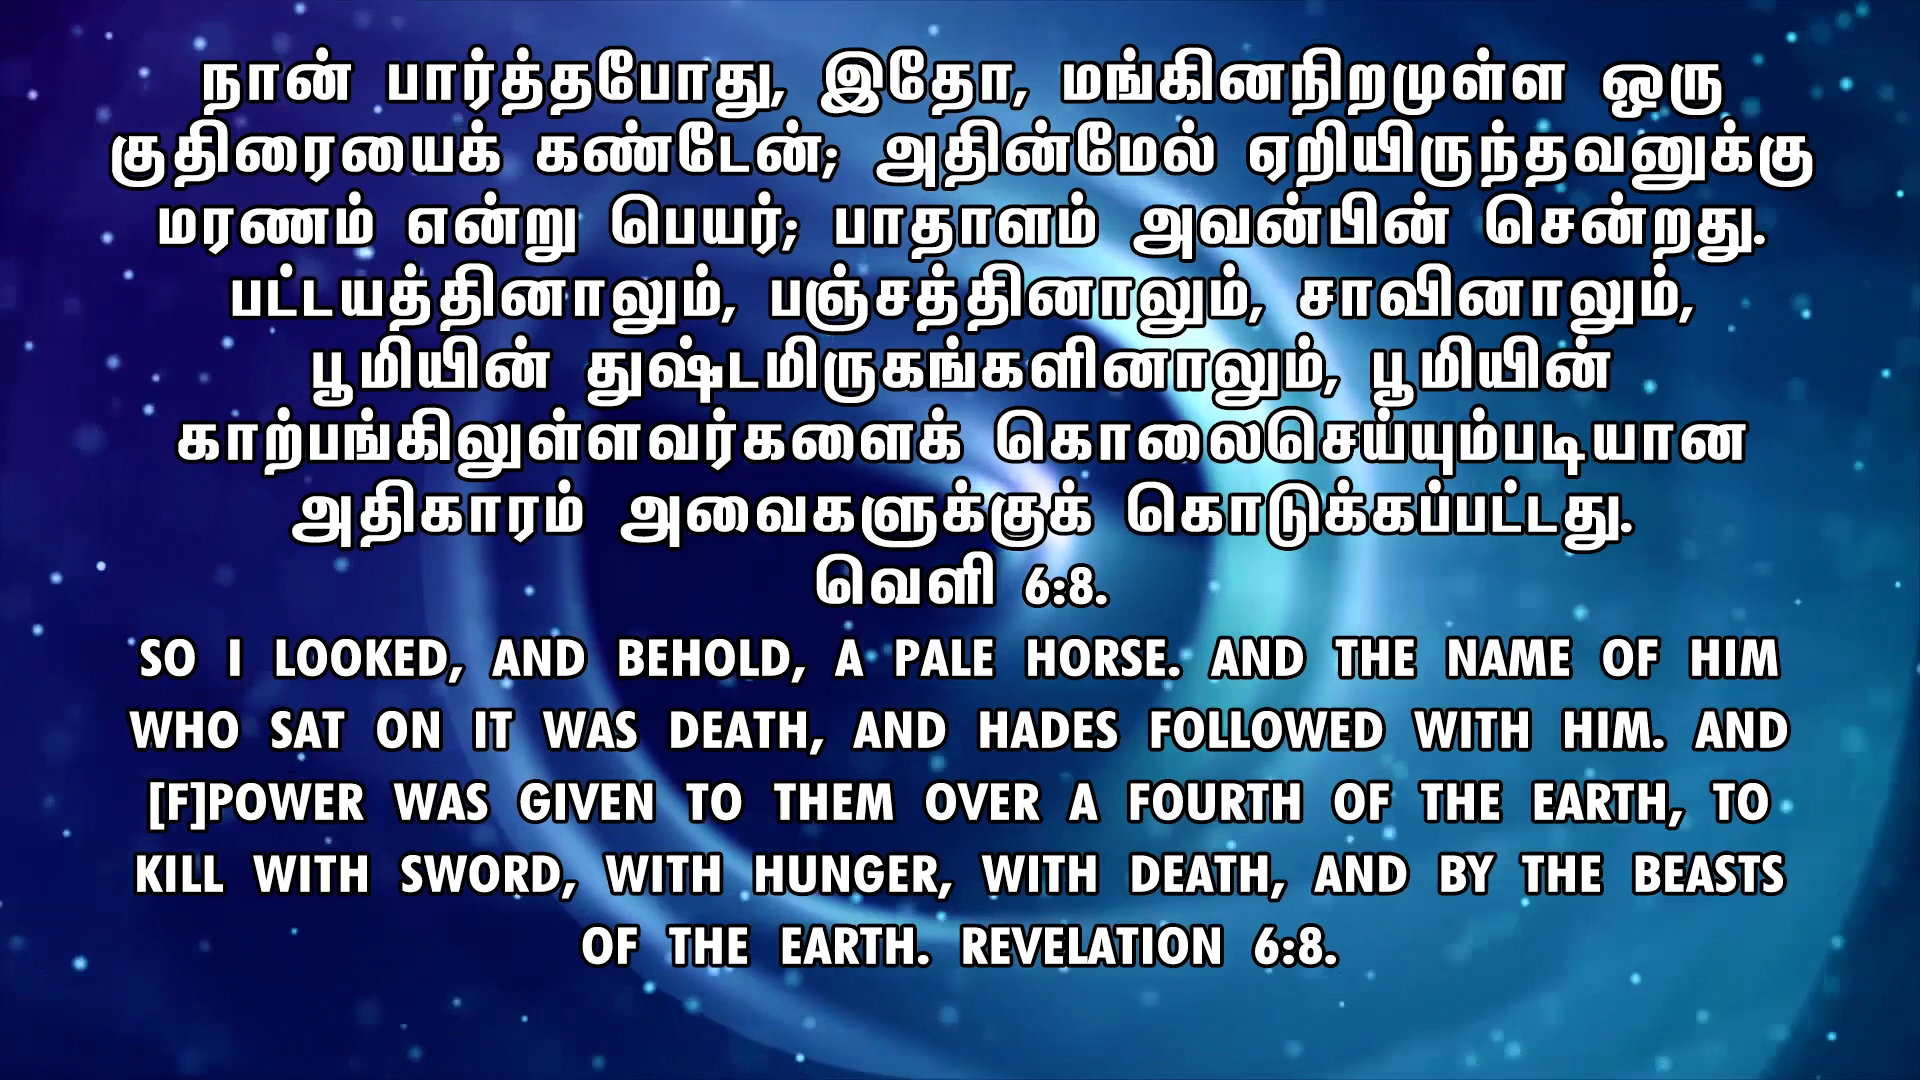 நான் பார்த்தபோது, இதோ, மங்கினநிறமுள்ள ஒரு
குதிரையைக் கண்டேன்; அதின்மேல் ஏறியிருந்தவனுக்கு
மரணம் என்று பெயர்; பாதாளம் அவன்பின் சென்றது.
பட்டயத்தினாலும், பஞ்சத்தினாலும், சாவினாலும்,
பூமியின் துஷ்டமிருகங்களினாலும், பூமியின்
காற்பங்கிலுள்ளவர்களைக் கொலைசெய்யும்படியான
அதிகாரம் அவைகளுக்குக் கொடுக்கப்பட்டது.
வெளி 6:8.
SO I LOOKED, AND BEHOLD, A PALE HORSE. AND THE NAME OF HIM
WHO SAT ON IT WAS DEATH, AND HADES FOLLOWED WITH HIM. AND
[F]POWER WAS GIVEN TO THEM OVER A FOURTH OF THE EARTH, TO
KILL WITH SWORD, WITH HUNGER, WITH DEATH, AND BY THE BEASTS
OF THE EARTH. REVELATION 6:8.